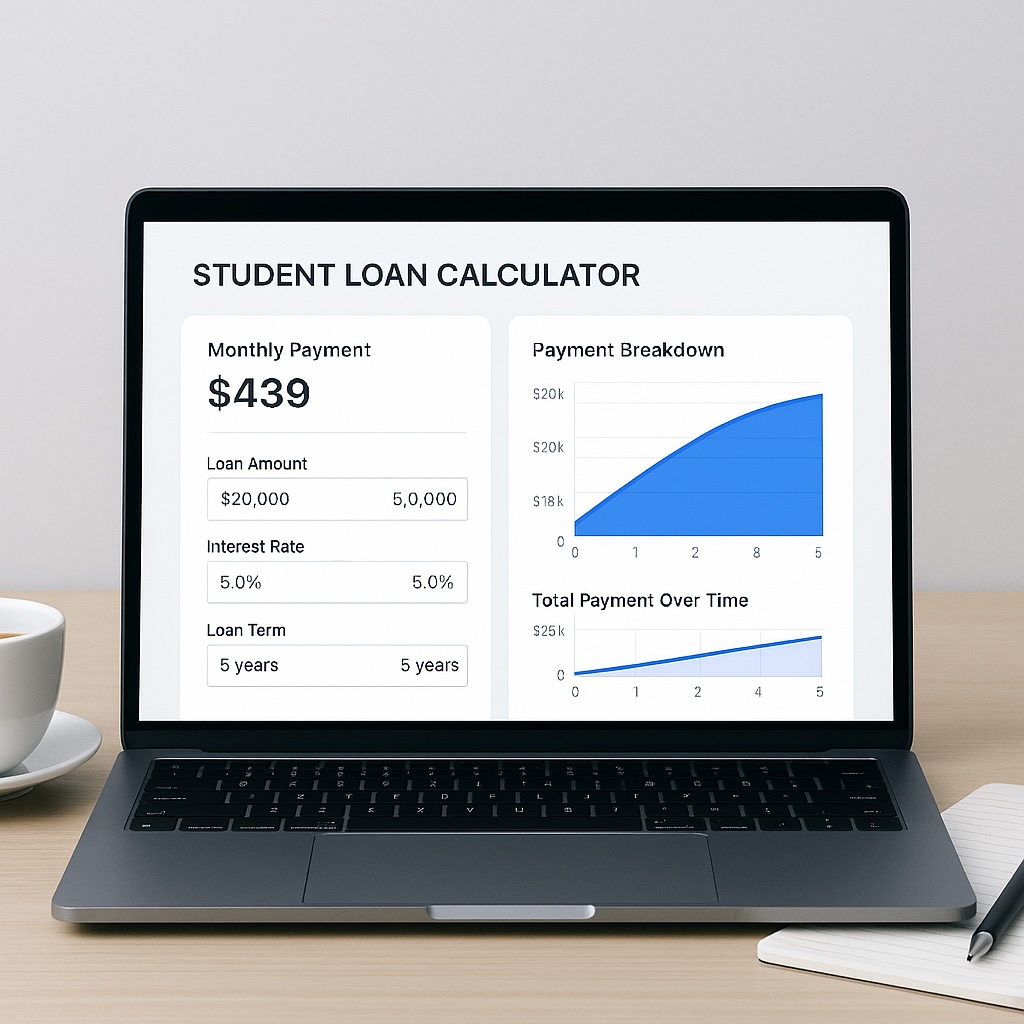 STUDENT LOAN CALCULATOR
Monthly Payment
$439
Loan Amount
$20,000 5,0,000
Interest Rate
5.0% 5.0%
Loan Term
5 years 5 years
Payment Breakdown
$20k
$20k
$18k
0
0 1 2 8 5
Total Payment Over Time
$25k
0
0 1 2 4 5